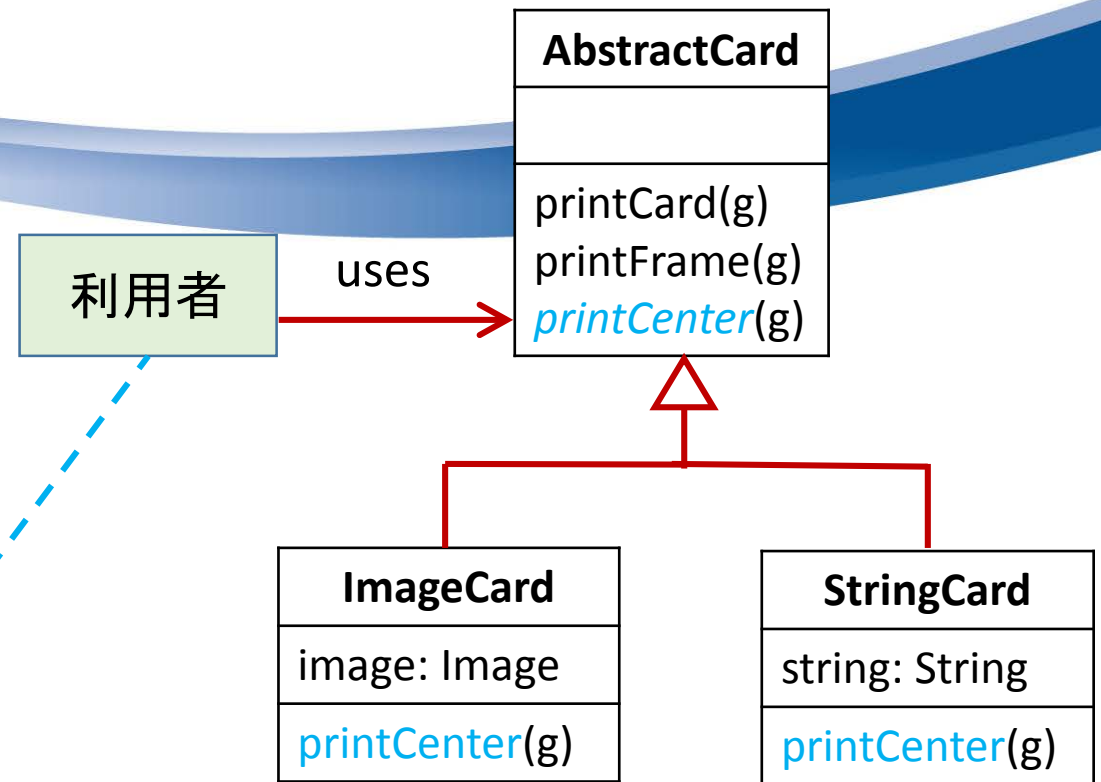 AbstractCard
printCard(g)
printFrame(g)
printCenter(g)
利用者
uses
ImageCard
image: Image
printCenter(g)
StringCard
string: String
printCenter(g)